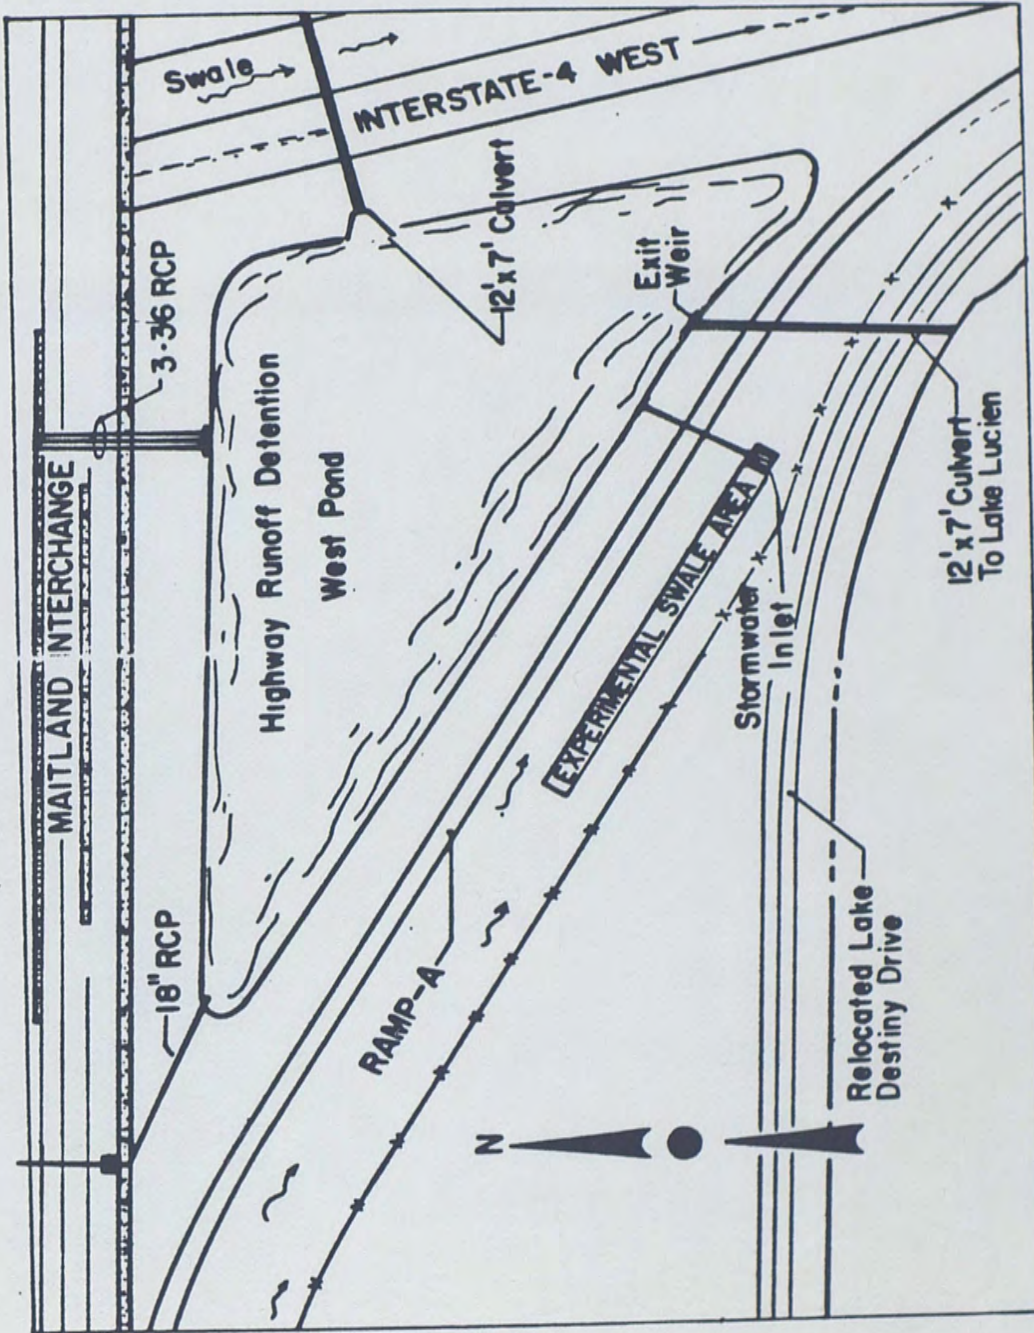 Swale
INTERSTATE-4 WEST
12'x7' Culvert
3-36 RCP
MAITLAND INTERCHANGE
Highway Runoff Detention
West Pond
Exit
Weir
18" RCP
EXPERIMENTAL SWALE AREA
Stormwater
Inlet
12'x7' Culvert
To Lake Lucien
RAMP-A
Relocated Lake
Destiny Drive
N